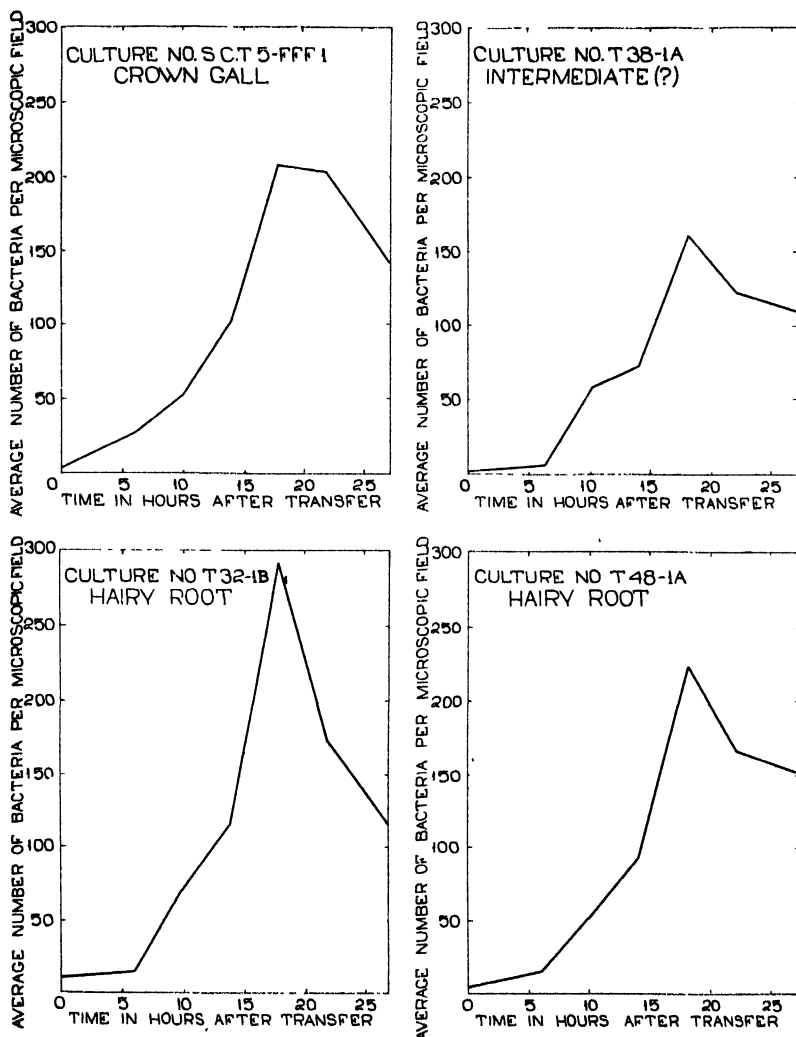 AVERAGE NUMBER OF BACTERIA PER MICROSCOPIC FIELD
300
250
200
150
100
50
CULTURE NO. S C.T 5-FFF 1
CROWN GALL
0 5 10 15 20 25
TIME IN HOURS AFTER TRANSFER
AVERAGE NUMBER OF BACTERIA PER MICROSCOPIC FIELD
300
250
200
150
100
50
CULTURE NO. T 38-1A
INTERMEDIATE (?)
0 5 10 15 20 25
TIME IN HOURS AFTER TRANSFER
AVERAGE NUMBER OF BACTERIA PER MICROSCOPIC FIELD
300
250
200
150
100
50
CULTURE NO T 32-1B
HAIRY ROOT
0 5 10 15 20 25
TIME IN HOURS AFTER TRANSFER
AVERAGE NUMBER OF BACTERIA PER MICROSCOPIC FIELD
300
250
200
150
100
50
CULTURE NO T 48-1A
HAIRY ROOT
0 5 10 15 20 25
TIME IN HOURS AFTER TRANSFER